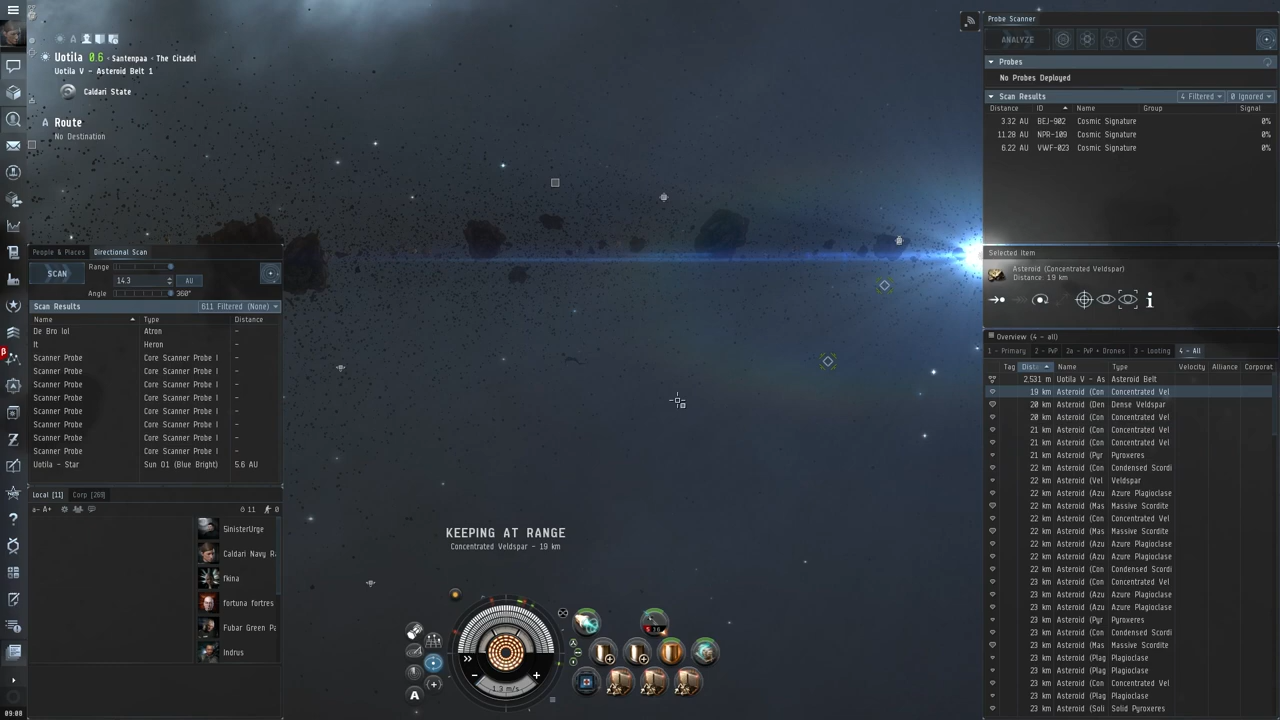 Uotila 0.6 · Santenpaa · The Citadel
Uotila V - Asteroid Belt 1
Caldari State
Route
No Destination
People & Places
Directional Scan
SCAN
Range
14.3
AU
Angle
360°
Scan Results
611 Filtered (None)
Name
Type
Distance
De Bro lol Atron -
It Heron -
Scanner Probe Core Scanner Probe I -
Scanner Probe Core Scanner Probe I -
Scanner Probe Core Scanner Probe I -
Scanner Probe Core Scanner Probe I -
Scanner Probe Core Scanner Probe I -
Scanner Probe Core Scanner Probe I -
Scanner Probe Core Scanner Probe I -
Scanner Probe Core Scanner Probe I -
Uotila - Star Sun O1 (Blue Bright) 5.6 AU
Local [11]
Corp [269]
a- A+
11
0
SinisterUrge
Caldari Navy R
fkina
fortuna fortres
Fubar Green Pa
Indrus
09:08
KEEPING AT RANGE
Concentrated Veldspar - 19 km
1.3 m/s
A
Probe Scanner
ANALYZE
Probes
No Probes Deployed
Scan Results
4 Filtered
0 Ignored
Distance ID Name Group Signal
3.32 AU BEJ-902 Cosmic Signature 0%
11.28 AU NPR-109 Cosmic Signature 0%
6.22 AU VWF-023 Cosmic Signature 0%
Selected Item
Asteroid (Concentrated Veldspar)
Distance: 19 km
Overview (4 - all)
1 - Primary
2 - PvP
2a - PvP + Drones
3 - Looting
4 - All
Tag Dist Name Type Velocity Alliance Corporat
2,531 m Uotila V - As Asteroid Belt
19 km Asteroid (Con Concentrated Vel
20 km Asteroid (Den Dense Veldspar
20 km Asteroid (Con Concentrated Vel
21 km Asteroid (Con Concentrated Vel
21 km Asteroid (Con Concentrated Vel
21 km Asteroid (Pyr Pyroxeres
22 km Asteroid (Con Condensed Scordi
22 km Asteroid (Vel Veldspar
22 km Asteroid (Azu Azure Plagioclase
22 km Asteroid (Mas Massive Scordite
22 km Asteroid (Con Concentrated Vel
22 km Asteroid (Mas Massive Scordite
22 km Asteroid (Azu Azure Plagioclase
22 km Asteroid (Azu Azure Plagioclase
22 km Asteroid (Con Condensed Scordi
23 km Asteroid (Con Concentrated Vel
23 km Asteroid (Azu Azure Plagioclase
23 km Asteroid (Azu Azure Plagioclase
23 km Asteroid (Pyr Pyroxeres
23 km Asteroid (Con Condensed Scordi
23 km Asteroid (Mas Massive Scordite
23 km Asteroid (Plag Plagioclase
23 km Asteroid (Plag Plagioclase
23 km Asteroid (Con Concentrated Vel
23 km Asteroid (Plag Plagioclase
23 km Asteroid (Soli Solid Pyroxeres